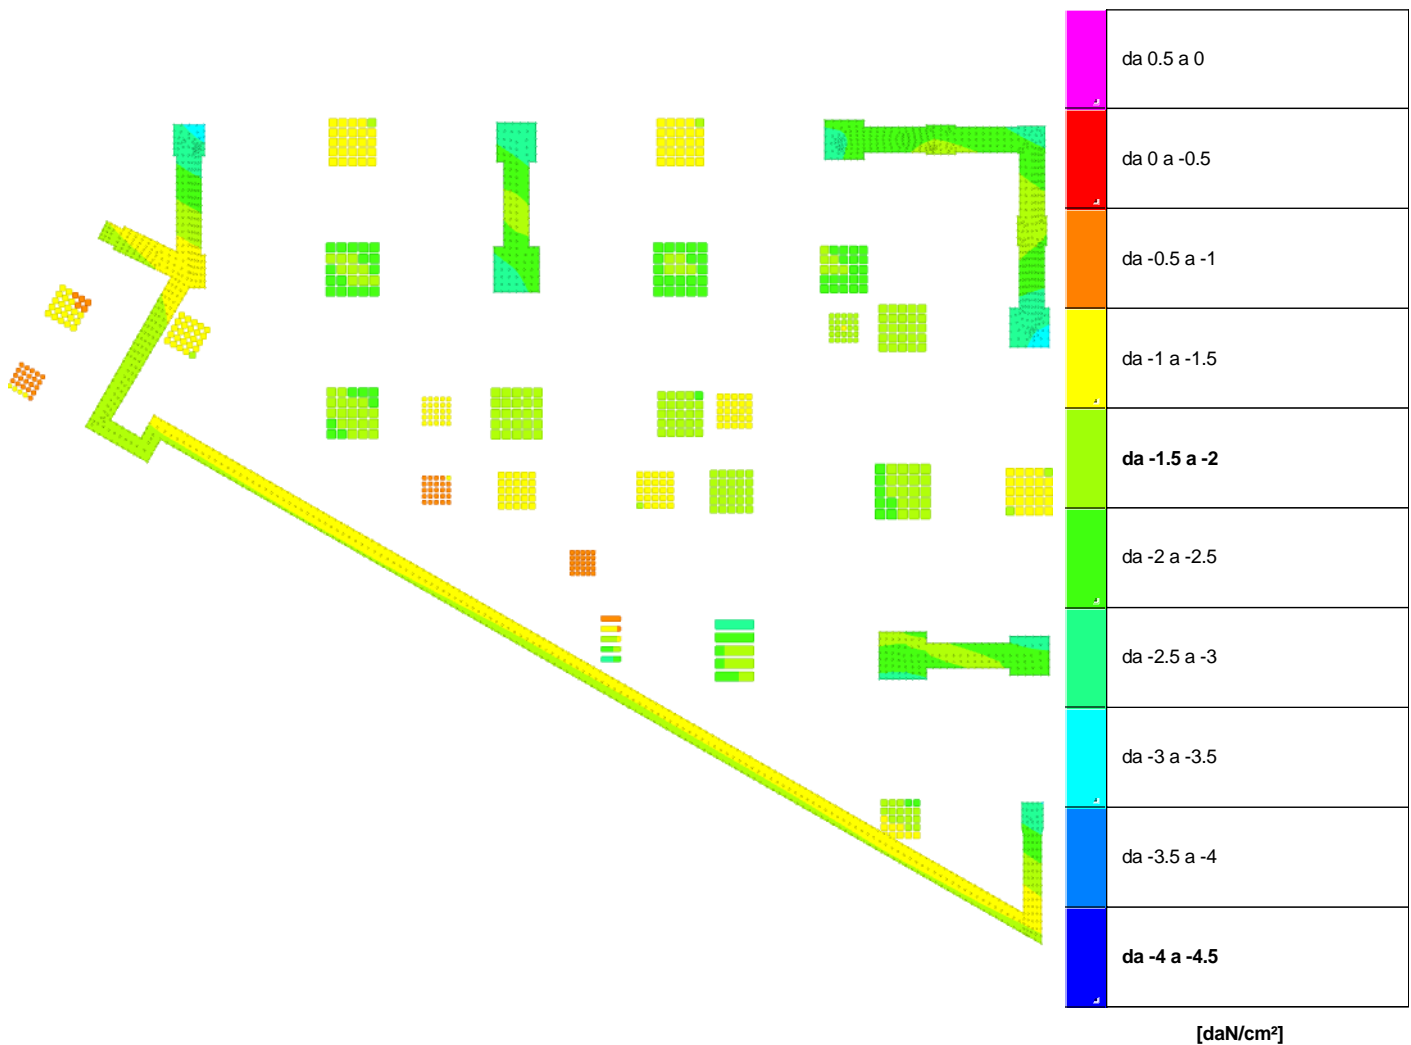 da 0.5 a 0
da 0 a -0.5
da -0.5 a -1
da -1 a -1.5
da -1.5 a -2
da -2 a -2.5
da -2.5 a -3
da -3 a -3.5
da -3.5 a -4
da -4 a -4.5
[daN/cm²]